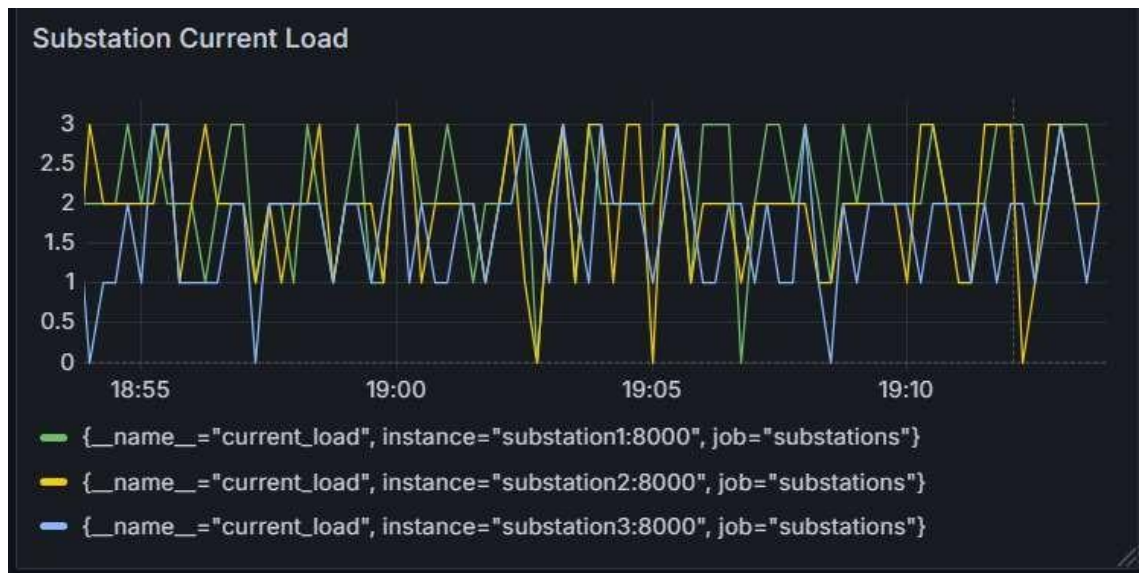 Substation Current Load
3
2.5
2
1.5
1
0.5
0
18:55 19:00 19:05 19:10
{__name__="current_load", instance="substation1:8000", job="substations"}
{__name__="current_load", instance="substation2:8000", job="substations"}
{__name__="current_load", instance="substation3:8000", job="substations"}